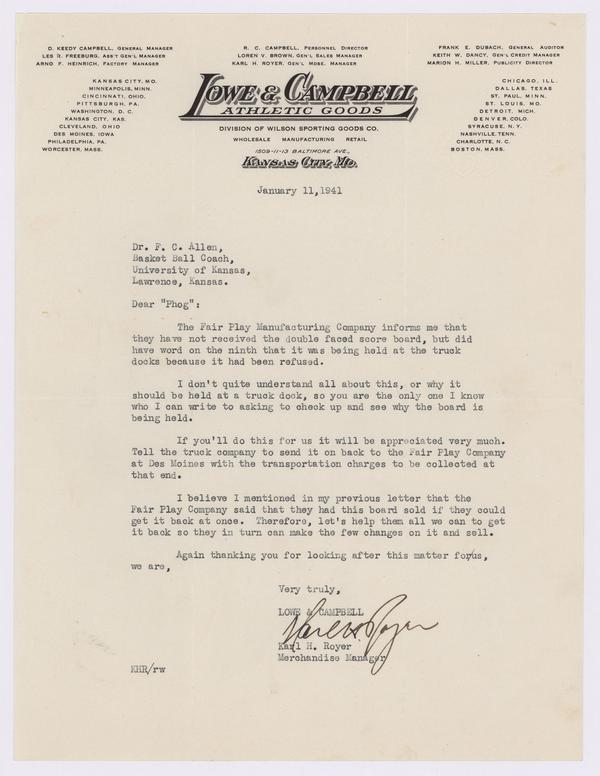 D. KEEDY CAMPBELL, GENERAL MANAGER
LES R. FREEBURG, ASS'T GEN'L MANAGER
ARNO F. HEINRICH, FACTORY MANAGER
R. C. CAMPBELL, PERSONNEL DIRECTOR
LOREN V. BROWN, GEN'L SALES MANAGER
KARL H. ROYER, GEN'L MDSE. MANAGER
FRANK E. DUBACH, GENERAL AUDITOR
KEITH W. DANCY, GEN'L CREDIT MANAGER
MARION H. MILLER, PUBLICITY DIRECTOR
KANSAS CITY, MO.
MINNEAPOLIS, MINN.
CINCINNATI, OHIO.
PITTSBURGH, PA.
WASHINGTON, D. C.
KANSAS CITY, KAS.
CLEVELAND, OHIO
DES MOINES, IOWA
PHILADELPHIA, PA.
WORCESTER, MASS.
LOWE & CAMPBELL
ATHLETIC GOODS
DIVISION OF WILSON SPORTING GOODS CO.
WHOLESALE MANUFACTURING RETAIL
1509-11-13 BALTIMORE AVE.,
KANSAS CITY, MO.
CHICAGO, ILL.
DALLAS, TEXAS
ST. PAUL, MINN.
ST. LOUIS, MO.
DETROIT, MICH.
DENVER, COLO.
SYRACUSE, N. Y.
NASHVILLE, TENN.
CHARLOTTE, N. C.
BOSTON, MASS.
January 11,1941
Dr. F. C. Allen,
Basket Ball Coach,
University of Kansas,
Lawrence, Kansas.
Dear "Phog":
The Fair Play Manufacturing Company informs me that
they have not received the double faced score board, but did
have word on the ninth that it was being held at the truck
docks because it had been refused.
I don't quite understand all about this, or why it
should be held at a truck dock, so you are the only one I know
who I can write to asking to check up and see why the board is
being held.
If you'll do this for us it will be appreciated very much.
Tell the truck company to send it on back to the Fair Play Company
at Des Moines with the transportation charges to be collected at
that end.
I believe I mentioned in my previous letter that the
Fair Play Company said that they had this board sold if they could
get it back at once. Therefore, let's help them all we can to get
it back so they in turn can make the few changes on it and sell.
Again thanking you for looking after this matter for/us,
we are,
Very truly,
LOWE & CAMPBELL
Karl H. Royer
Karl H. Royer
Merchandise Manager
KHR/rw